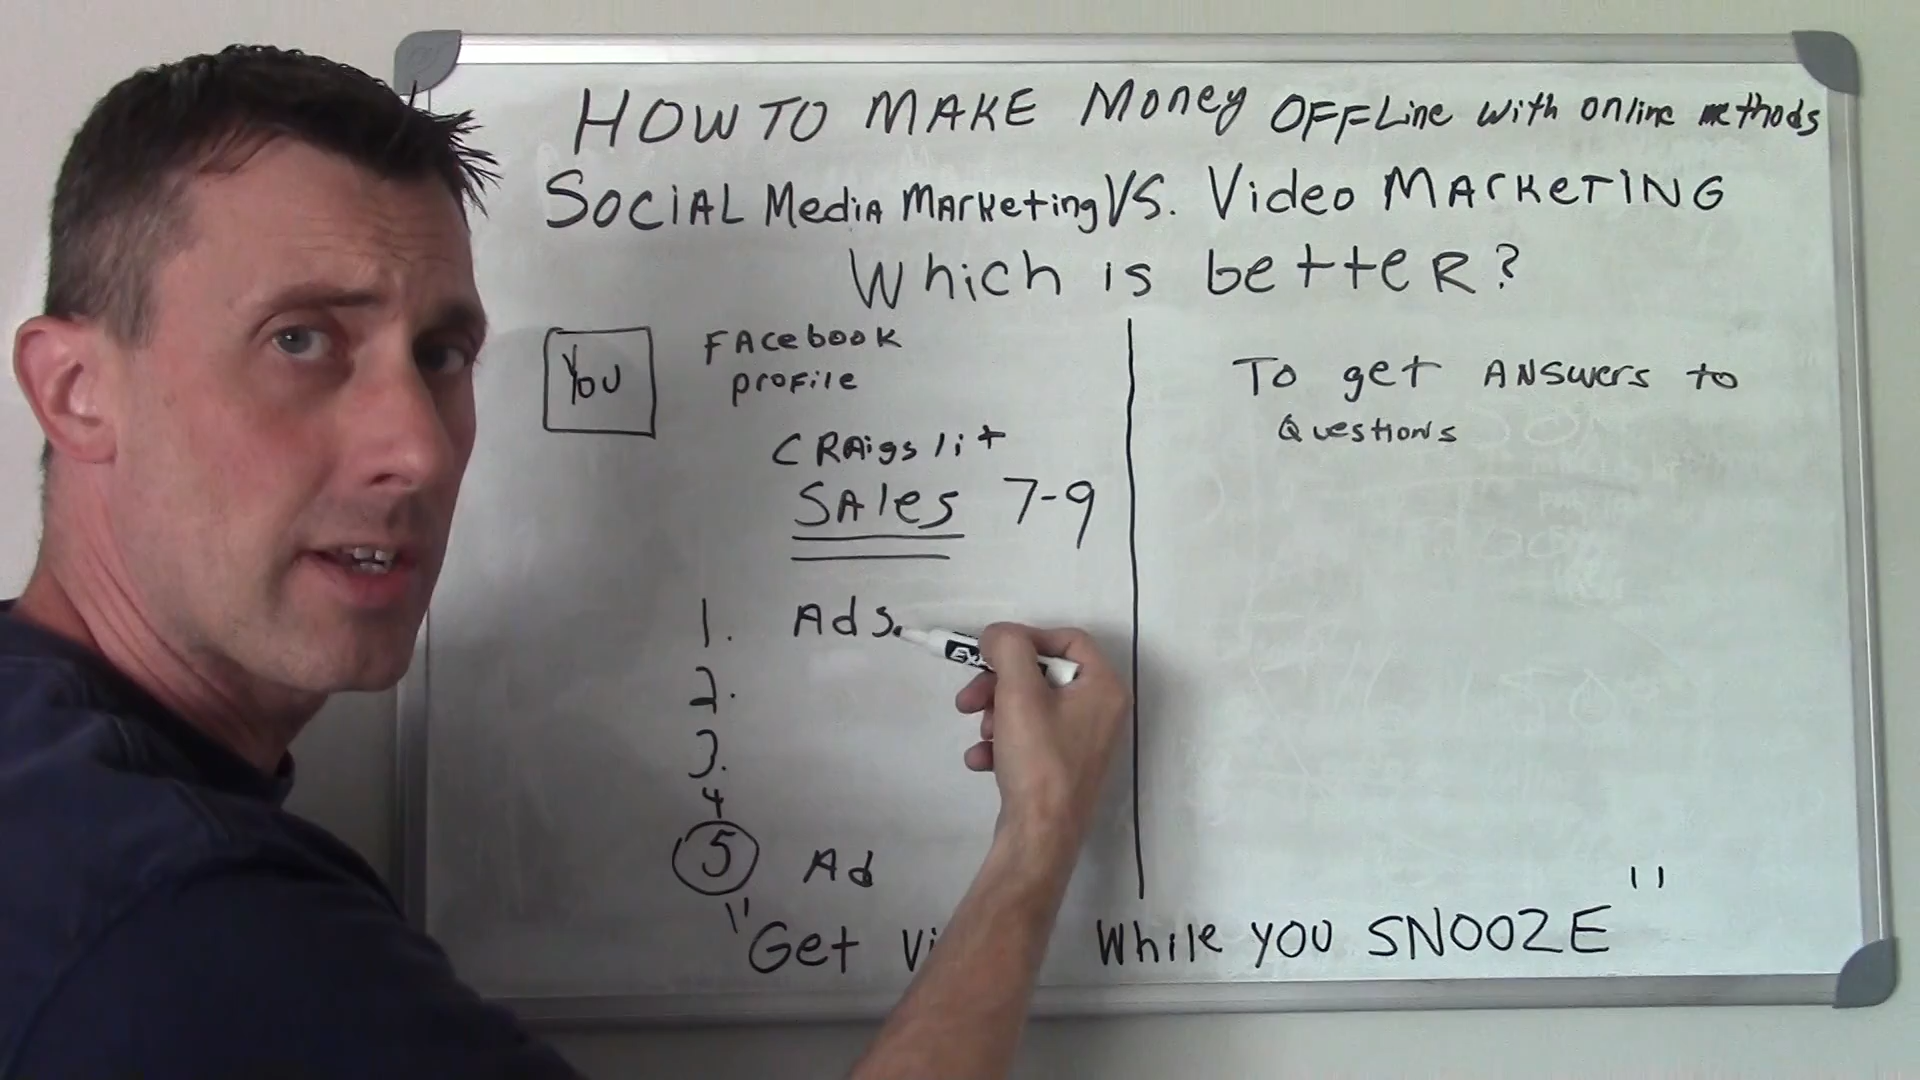 HOW TO MAKE Money OFFLine with online methods
SOCIAL Media Marketing VS. Video MARKETING
Which is better?
You
FAcebook
profile
CRAigslit
SAles 7-9
1. Ads.
2.
3.
4
5 Ad
To get ANSwers to
Questions
"Get Vi While you SNOOZE"